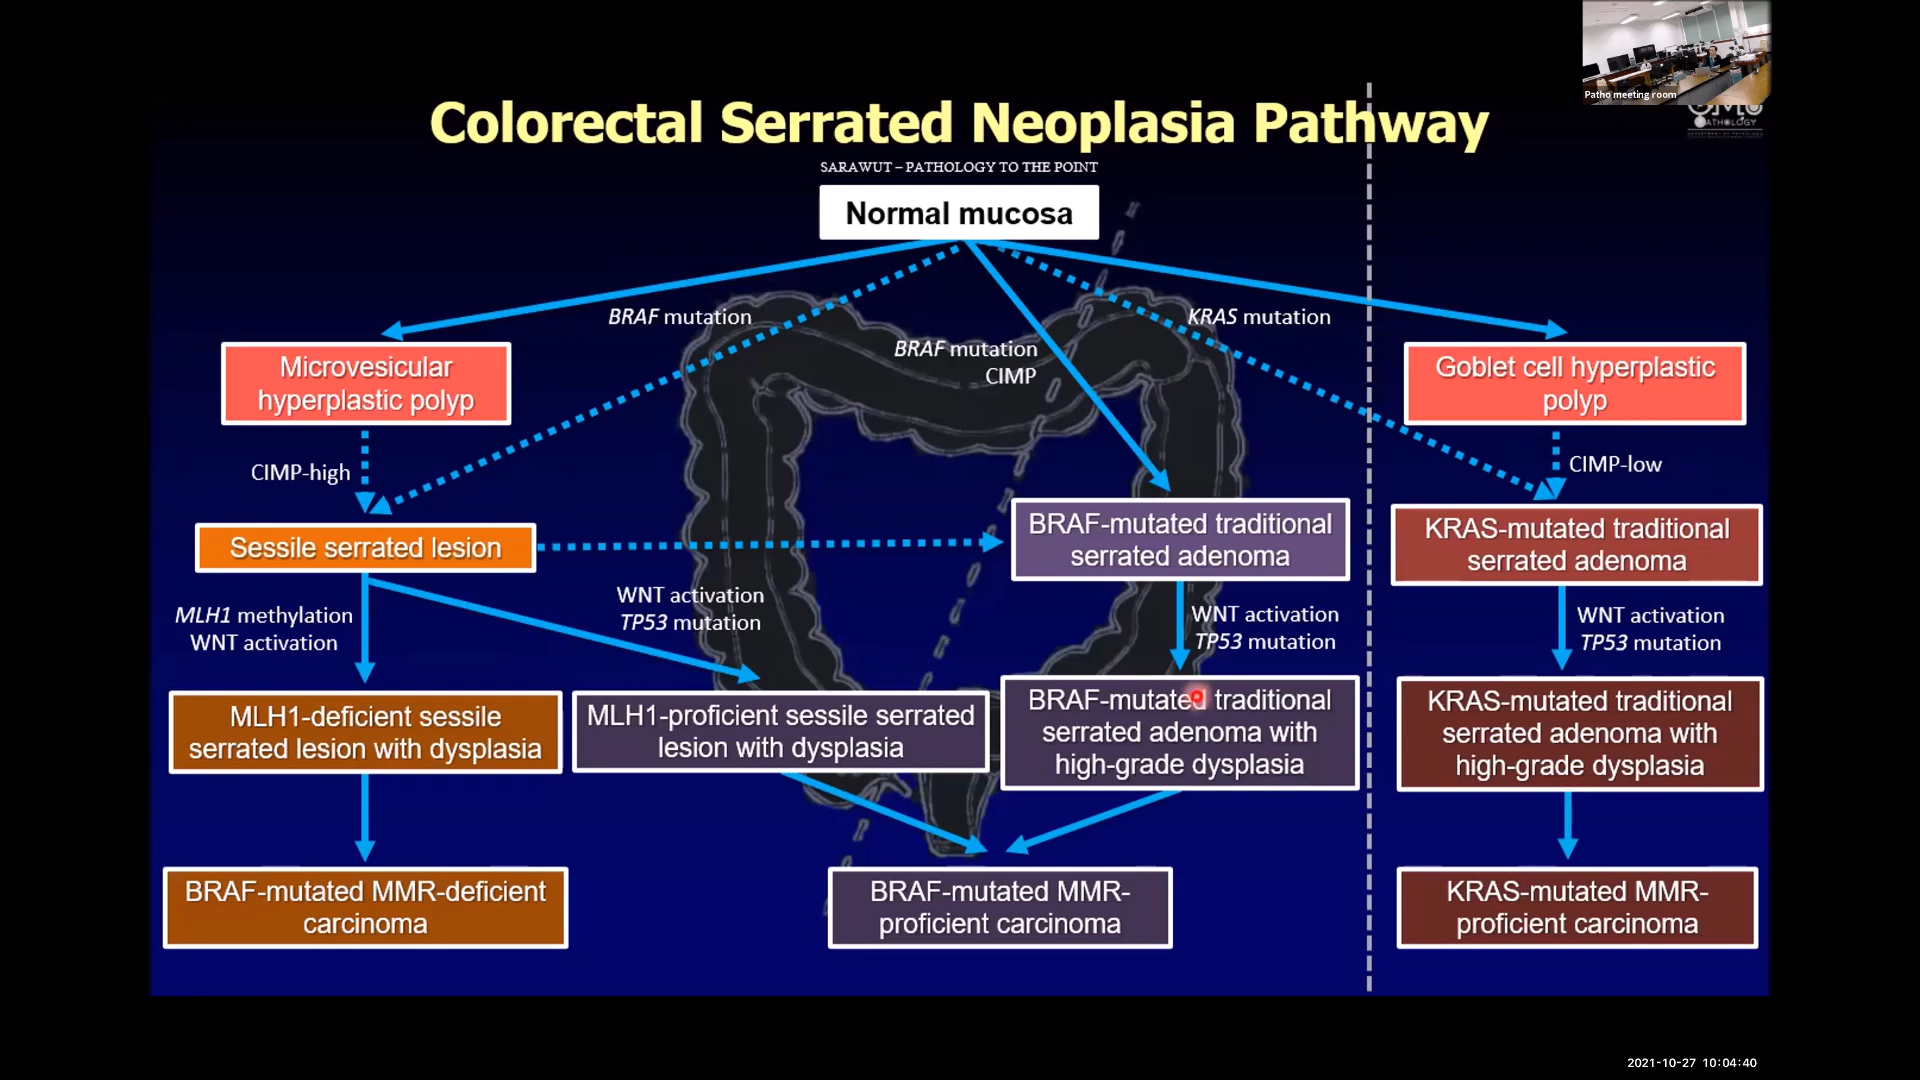 Patho meeting room
PATHOLOGY
Colorectal Serrated Neoplasia Pathway
SARAWUT – PATHOLOGY TO THE POINT
Normal mucosa
BRAF mutation
KRAS mutation
BRAF mutation
CIMP
Microvesicular
hyperplastic polyp
Goblet cell hyperplastic
polyp
CIMP-high
CIMP-low
Sessile serrated lesion
BRAF-mutated traditional
serrated adenoma
KRAS-mutated traditional
serrated adenoma
MLH1 methylation
WNT activation
WNT activation
TP53 mutation
WNT activation
TP53 mutation
WNT activation
TP53 mutation
MLH1-deficient sessile
serrated lesion with dysplasia
MLH1-proficient sessile serrated
lesion with dysplasia
BRAF-mutated traditional
serrated adenoma with
high-grade dysplasia
KRAS-mutated traditional
serrated adenoma with
high-grade dysplasia
BRAF-mutated MMR-deficient
carcinoma
BRAF-mutated MMR-
proficient carcinoma
KRAS-mutated MMR-
proficient carcinoma
2021-10-27 10:04:40